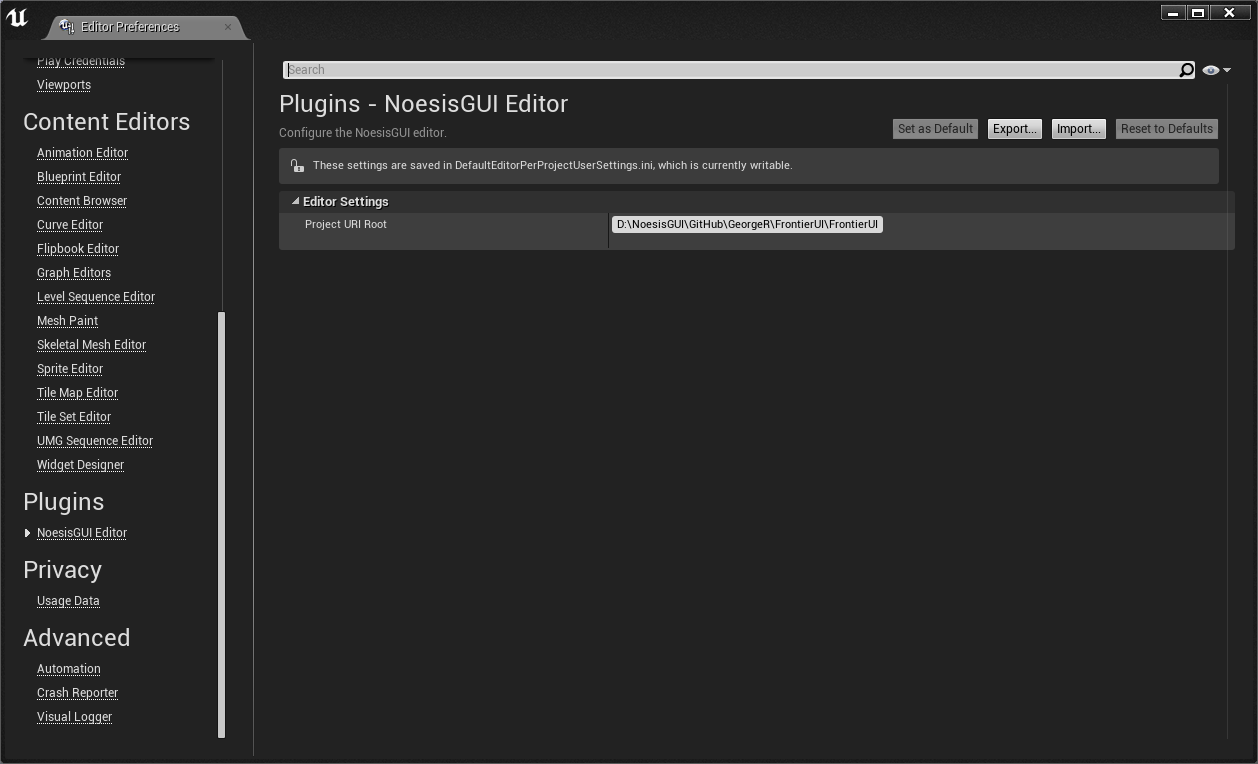 Editor Preferences
Play Credentials
Viewports
Content Editors
Animation Editor
Blueprint Editor
Content Browser
Curve Editor
Flipbook Editor
Graph Editors
Level Sequence Editor
Mesh Paint
Skeletal Mesh Editor
Sprite Editor
Tile Map Editor
Tile Set Editor
UMG Sequence Editor
Widget Designer
Plugins
NoesisGUI Editor
Privacy
Usage Data
Advanced
Automation
Crash Reporter
Visual Logger
Search
Plugins - NoesisGUI Editor
Configure the NoesisGUI editor.
Set as Default
Export...
Import...
Reset to Defaults
These settings are saved in DefaultEditorPerProjectUserSettings.ini, which is currently writable.
Editor Settings
Project URI Root
D:\NoesisGUI\GitHub\GeorgeR\FrontierUI\FrontierUI